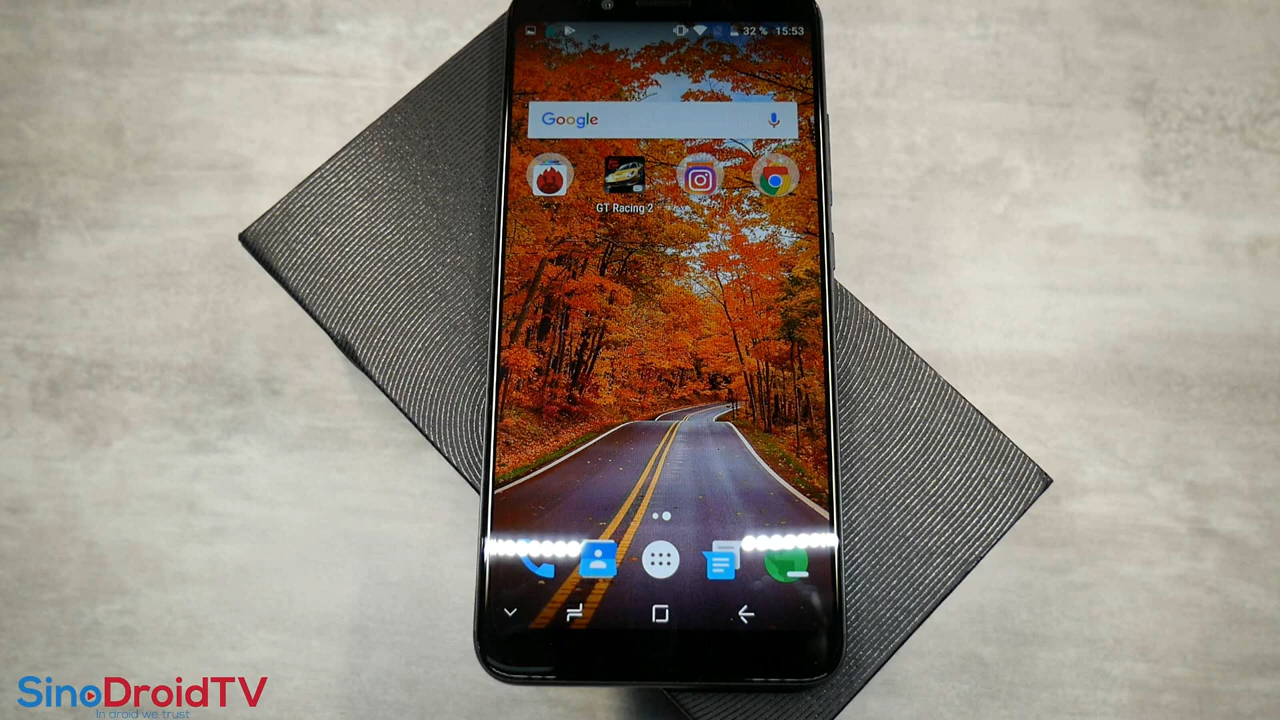 32 % 15:53
Google
GT Racing 2
SinoDroidTV
In droid we trust